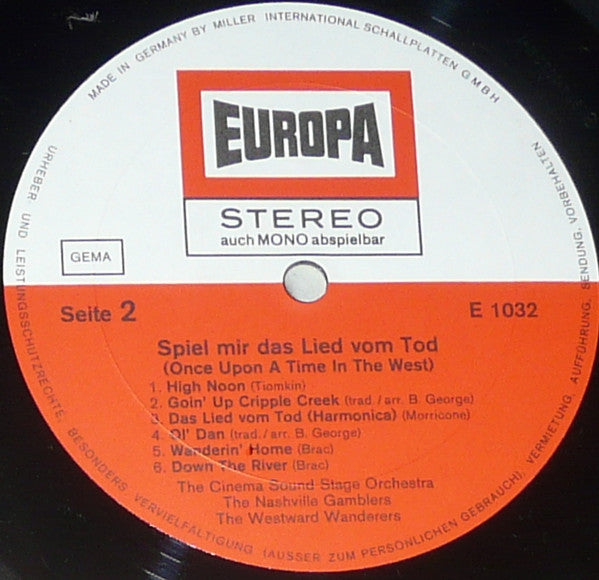 MADE IN GERMANY BY MILLER INTERNATIONAL SCHALLPLATTEN GMBH
EUROPA
STEREO
auch MONO abspielbar
GEMA
Seite 2
E 1032
Spiel mir das Lied vom Tod
(Once Upon A Time In The West)
1. High Noon (Tiomkin)
2. Goin' Up Cripple Creek (trad. / arr. B. George)
3. Das Lied vom Tod (Harmonica) (Morricone)
4. Ol' Dan (trad. / arr. B. George)
5. Wanderin' Home (Brac)
6. Down The River (Brac)
The Cinema Sound Stage Orchestra
The Nashville Gamblers
The Westward Wanderers
URHEBER- UND LEISTUNGSSCHUTZRECHTE, BESONDERS VERVIELFÄLTIGUNG (AUSSER ZUM PERSÖNLICHEN GEBRAUCH), VERMIETUNG, AUFFÜHRUNG, SENDUNG, VORBEHALTEN